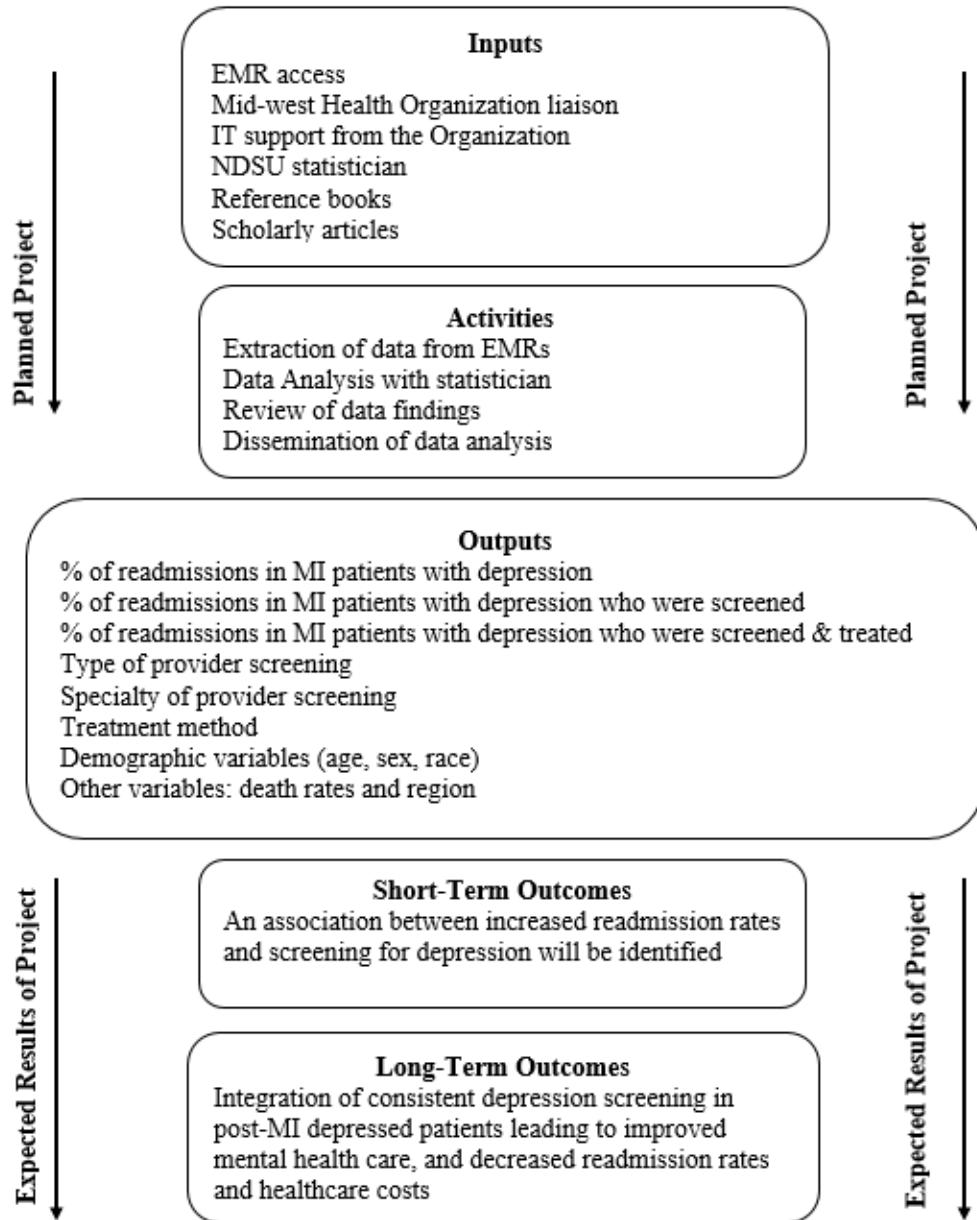 Inputs
EMR access
Mid-west Health Organization liaison
IT support from the Organization
NDSU statistician
Reference books
Scholarly articles
Planned Project
Planned Project
Activities
Extraction of data from EMRs
Data Analysis with statistician
Review of data findings
Dissemination of data analysis
Outputs
% of readmissions in MI patients with depression
% of readmissions in MI patients with depression who were screened
% of readmissions in MI patients with depression who were screened & treated
Type of provider screening
Specialty of provider screening
Treatment method
Demographic variables (age, sex, race)
Other variables: death rates and region
Expected Results of Project
Expected Results of Project
Short-Term Outcomes
An association between increased readmission rates
and screening for depression will be identified
Long-Term Outcomes
Integration of consistent depression screening in
post-MI depressed patients leading to improved
mental health care, and decreased readmission rates
and healthcare costs